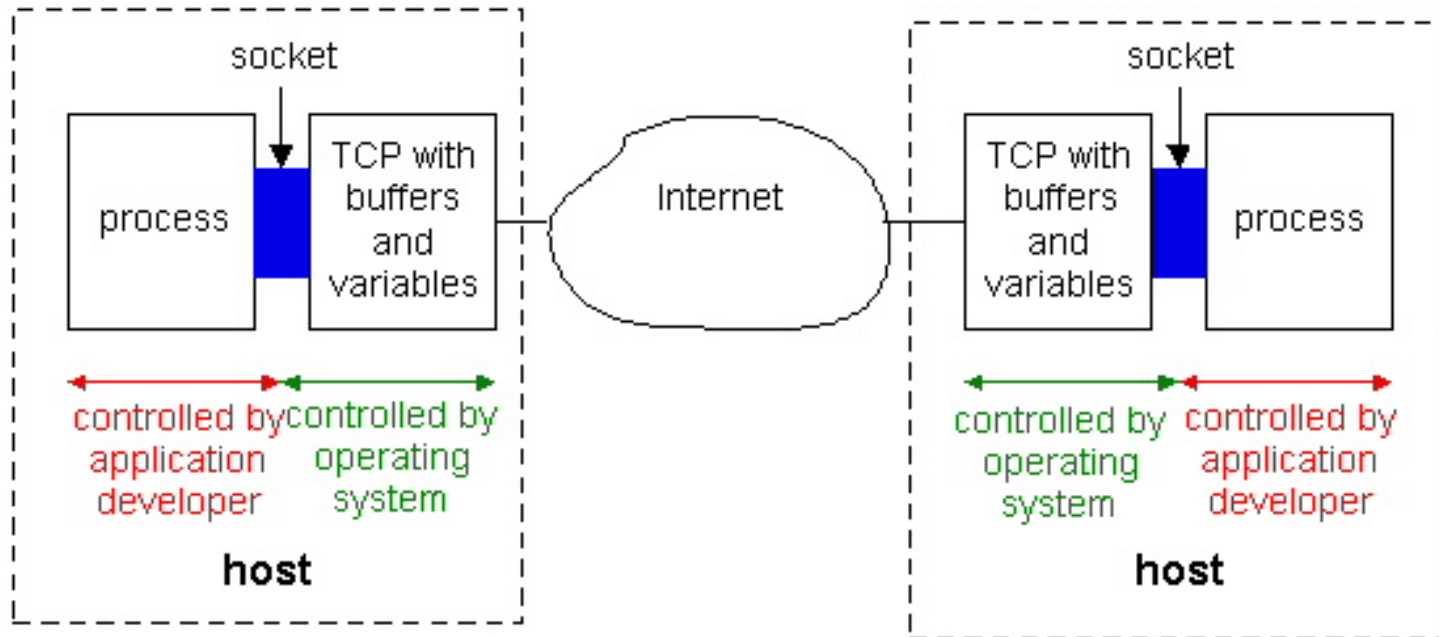 socket
process
TCP with
buffers
and
variables
controlled by
application
developer
controlled by
operating
system
host
Internet
socket
TCP with
buffers
and
variables
process
controlled by
operating
system
controlled by
application
developer
host